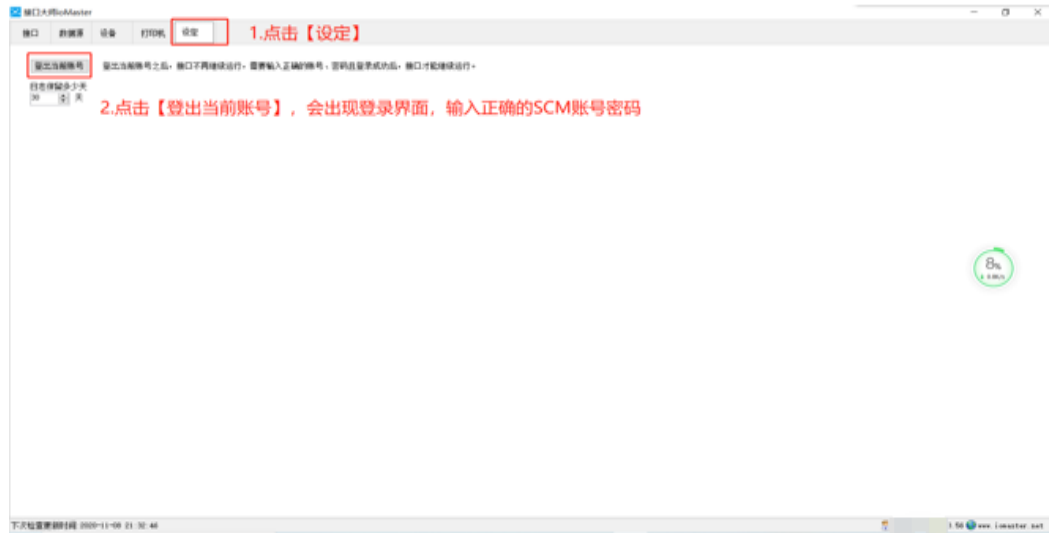 接口大师IoMaster
接口 数据源 设备 打印机 设定 1.点击【设定】
登出当前账号 登出当前账号之后，接口不再继续运行，需要输入正确的账号、密码且登录成功后，接口才能继续运行。
日志保留多少天
30 天
2.点击【登出当前账号】，会出现登录界面，输入正确的SCM账号密码
8%
下次检查更新时间 2020-11-08 21:32:48 www.iomaster.net